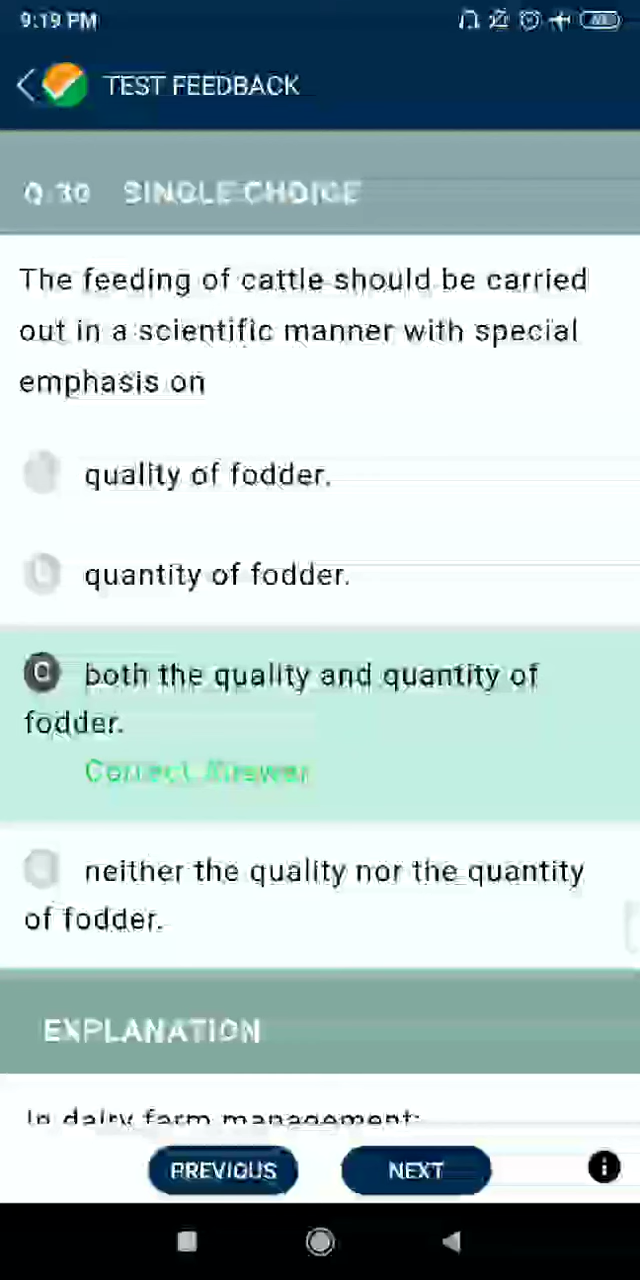 9:19 PM
TEST FEEDBACK
Q.30 SINGLE CHOICE
The feeding of cattle should be carried
out in a scientific manner with special
emphasis on
quality of fodder.
b quantity of fodder.
C both the quality and quantity of
fodder.
Correct Answer
neither the quality nor the quantity
of fodder.
EXPLANATION
In dairy farm management:
PREVIOUS
NEXT